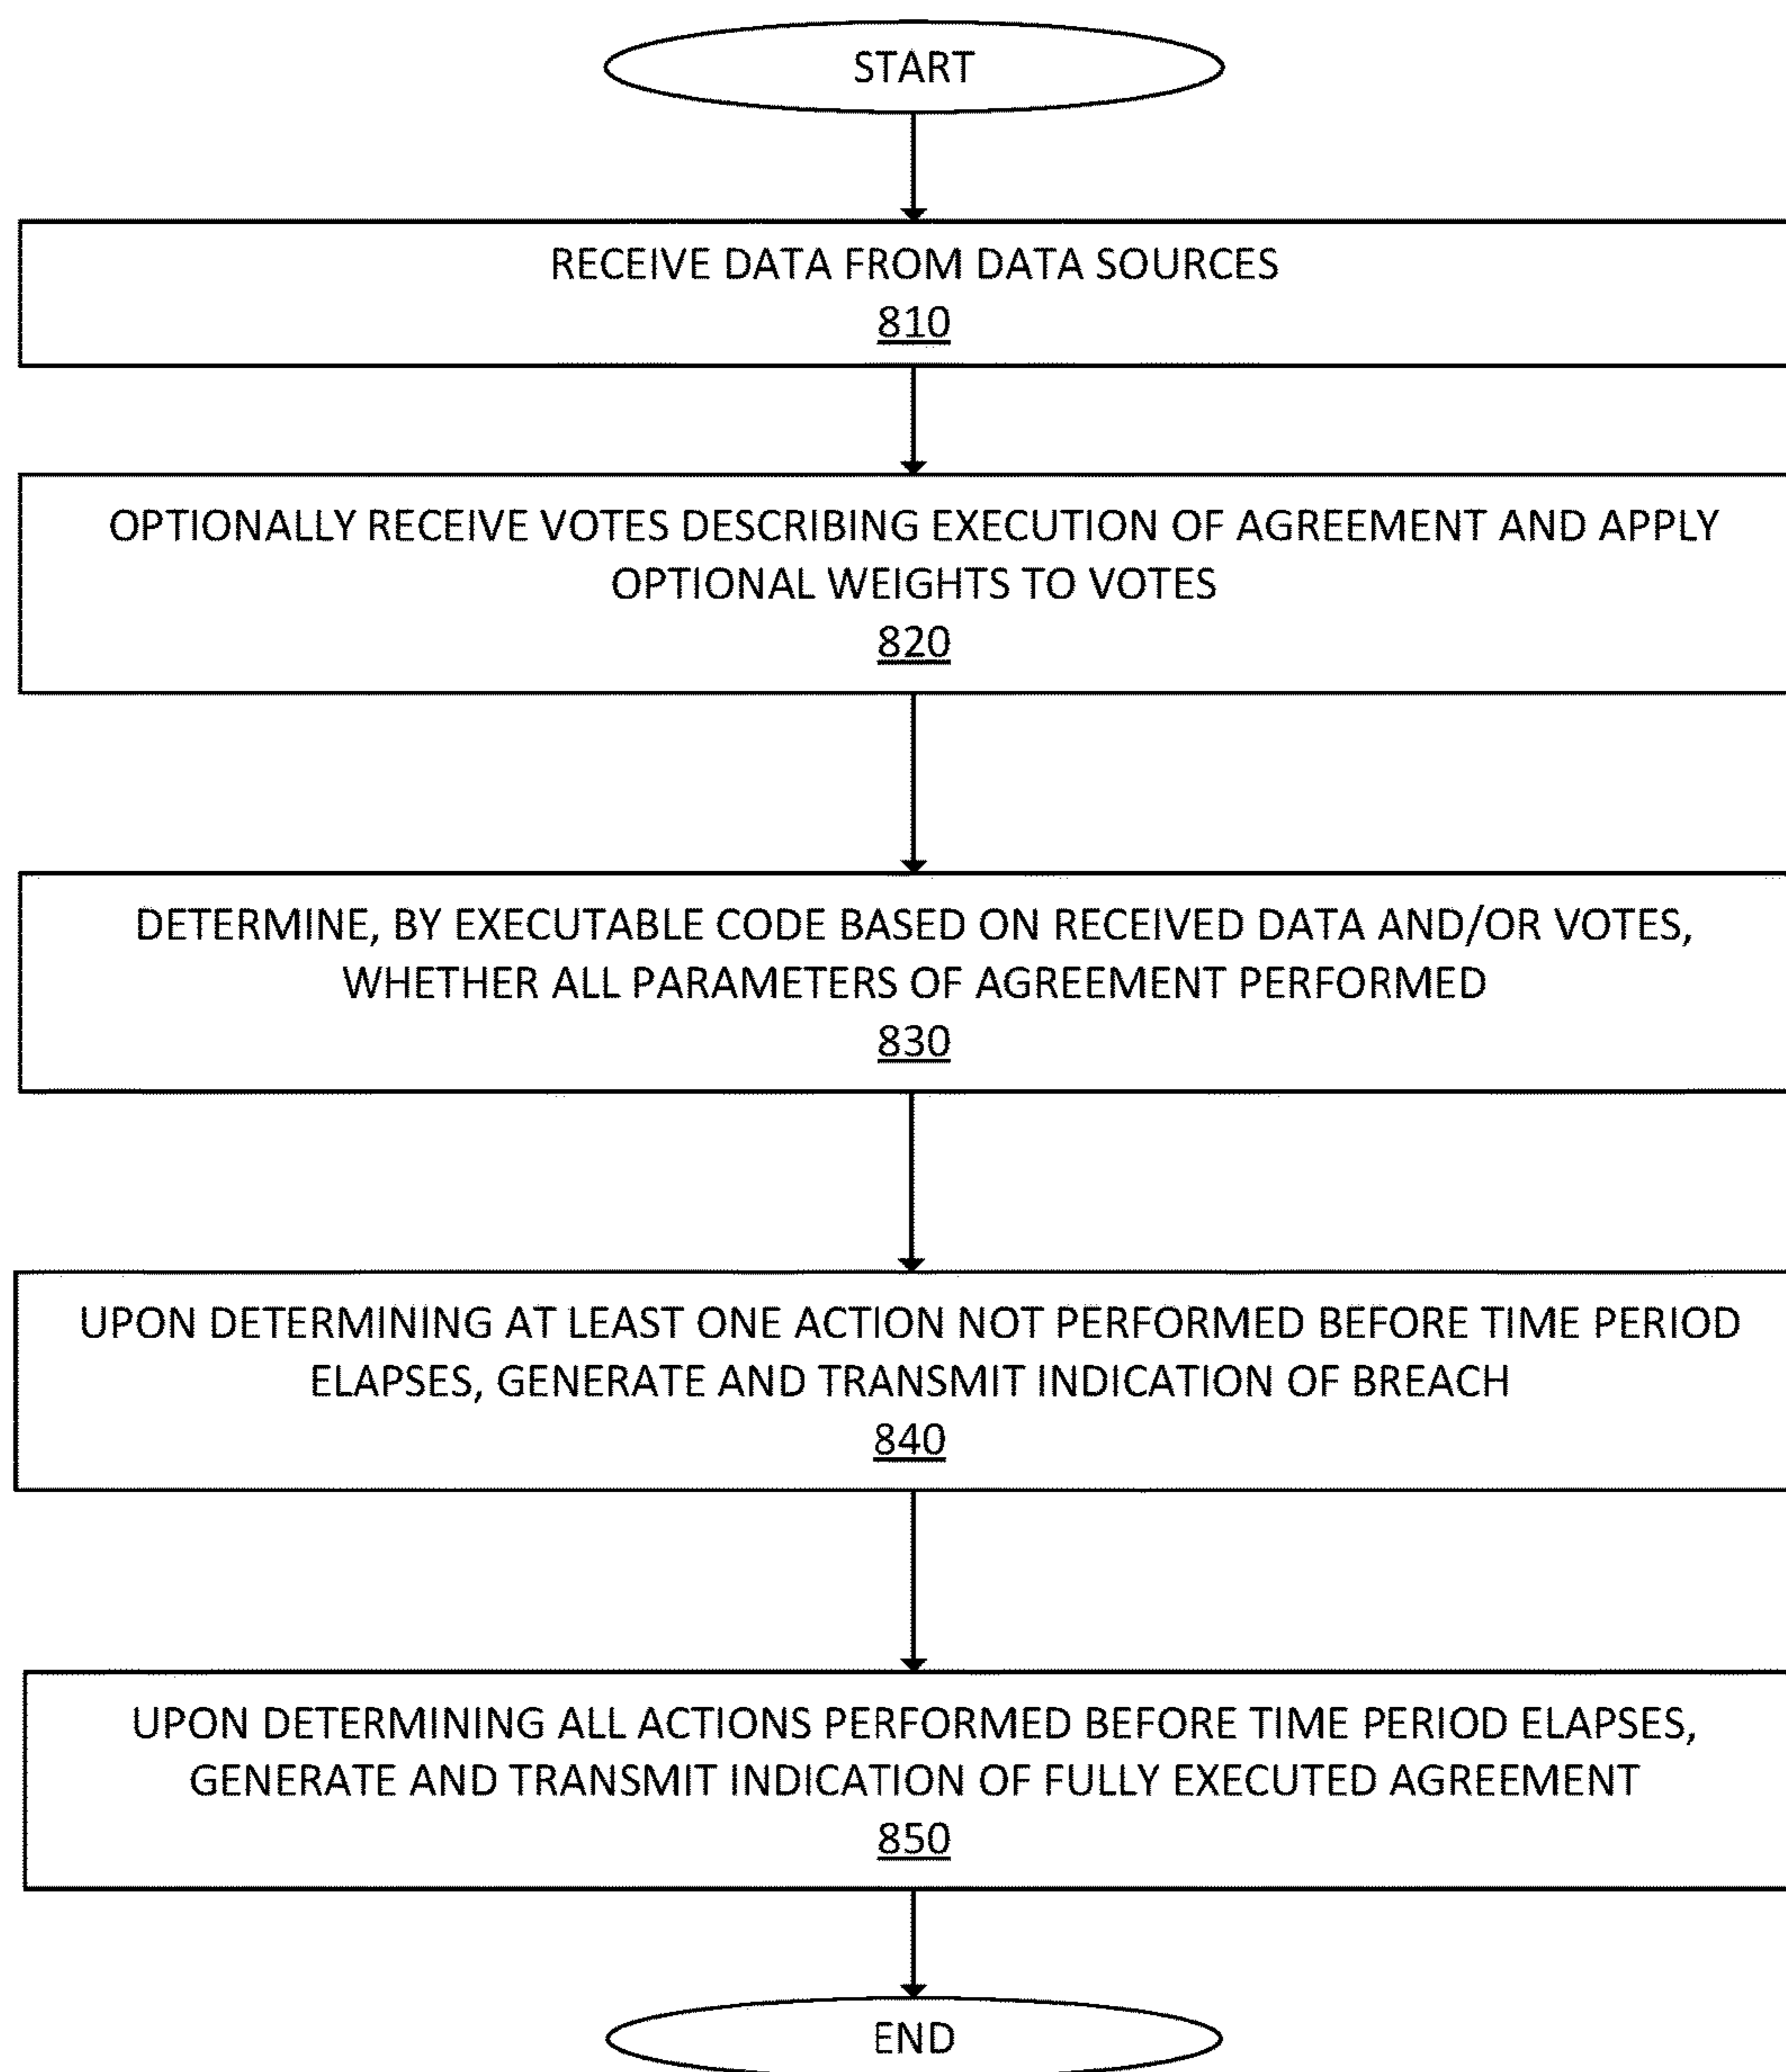 START
RECEIVE DATA FROM DATA SOURCES
810
OPTIONALLY RECEIVE VOTES DESCRIBING EXECUTION OF AGREEMENT AND APPLY
OPTIONAL WEIGHTS TO VOTES
820
DETERMINE, BY EXECUTABLE CODE BASED ON RECEIVED DATA AND/OR VOTES,
WHETHER ALL PARAMETERS OF AGREEMENT PERFORMED
830
UPON DETERMINING AT LEAST ONE ACTION NOT PERFORMED BEFORE TIME PERIOD
ELAPSES, GENERATE AND TRANSMIT INDICATION OF BREACH
840
UPON DETERMINING ALL ACTIONS PERFORMED BEFORE TIME PERIOD ELAPSES,
GENERATE AND TRANSMIT INDICATION OF FULLY EXECUTED AGREEMENT
850
END